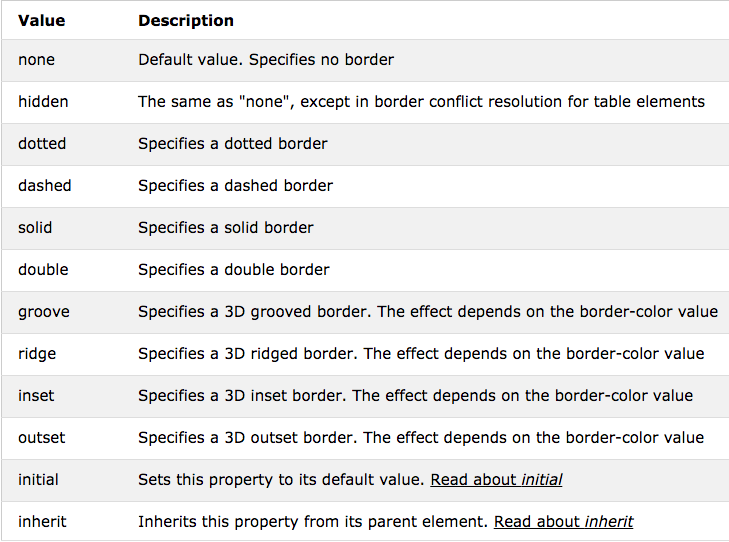 Value Description
none Default value. Specifies no border
hidden The same as "none", except in border conflict resolution for table elements
dotted Specifies a dotted border
dashed Specifies a dashed border
solid Specifies a solid border
double Specifies a double border
groove Specifies a 3D grooved border. The effect depends on the border-color value
ridge Specifies a 3D ridged border. The effect depends on the border-color value
inset Specifies a 3D inset border. The effect depends on the border-color value
outset Specifies a 3D outset border. The effect depends on the border-color value
initial Sets this property to its default value. Read about initial
inherit Inherits this property from its parent element. Read about inherit